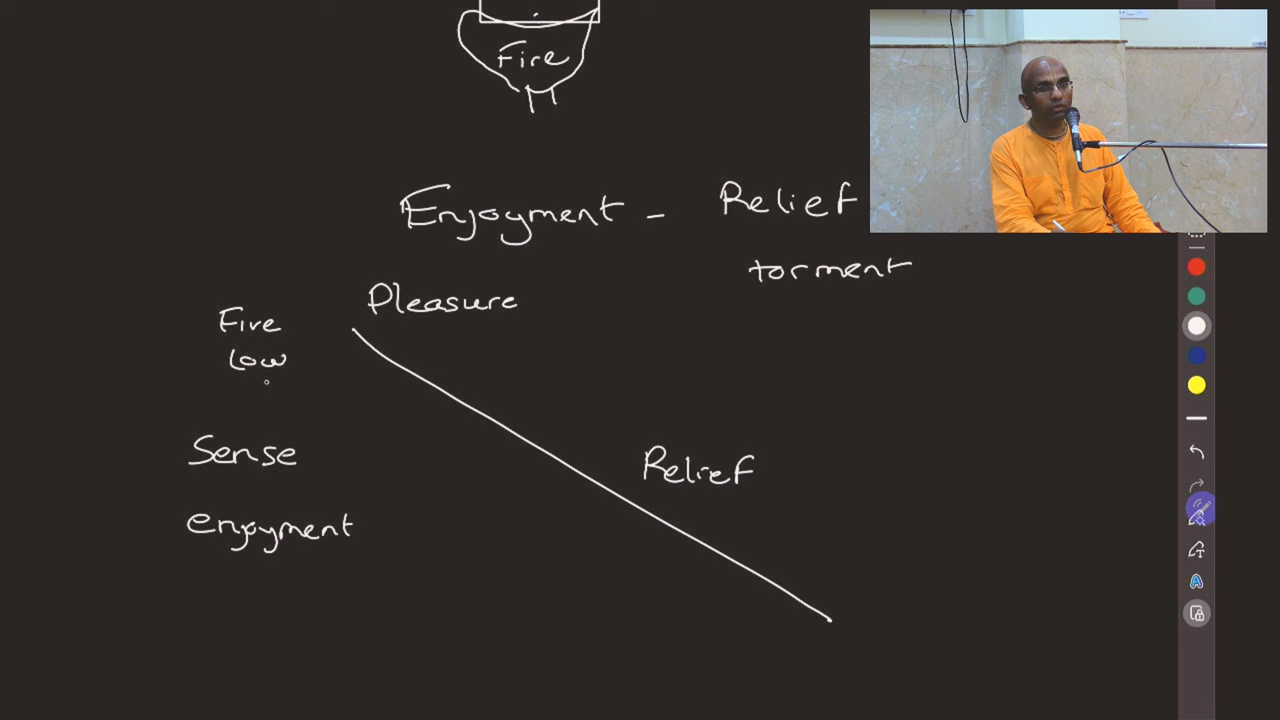 Fire
Enjoyment - Relief
torment
Pleasure
Fire
Low
Sense
Relief
enjoyment